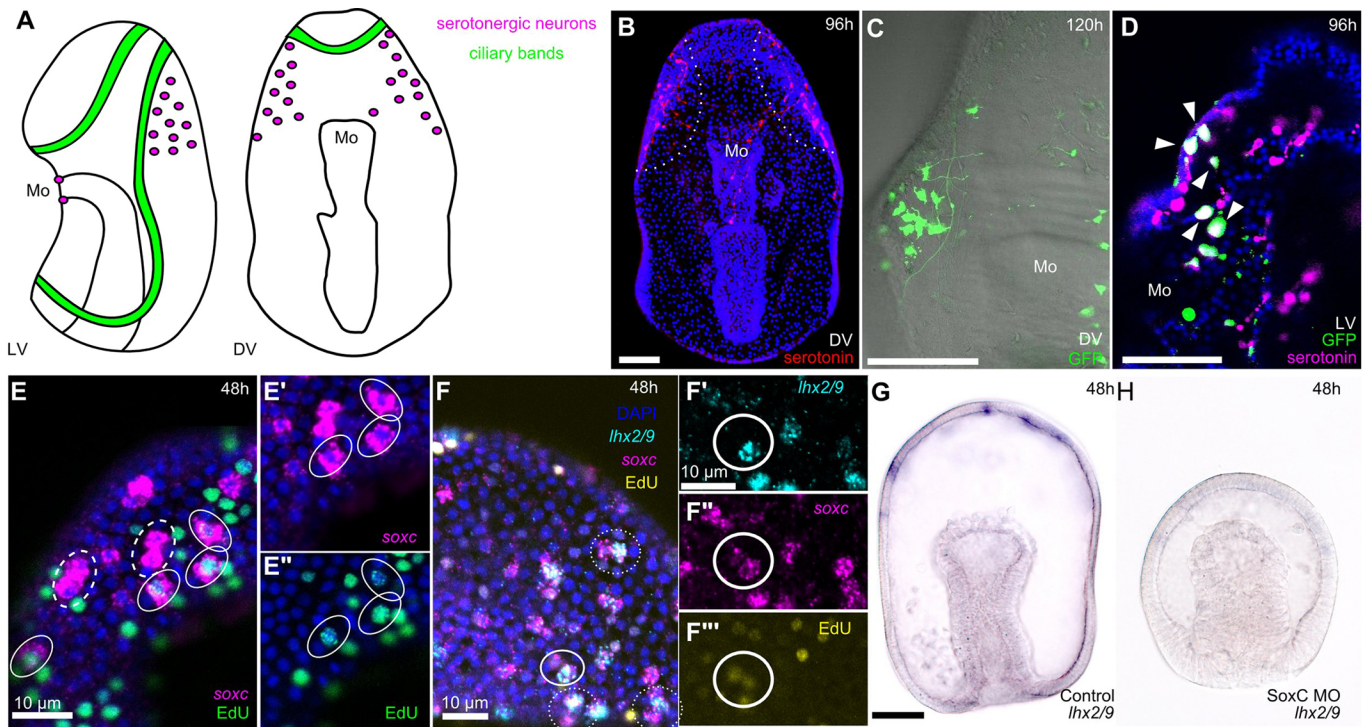 A
serotonergic neurons
ciliary bands
Mo
Mo
LV
DV
B
96h
Mo
DV
serotonin
C
120h
Mo
DV
GFP
D
96h
Mo
LV
GFP
serotonin
E
48h
soxc
EdU
10 µm
E'
soxc
E"
EdU
F
48h
DAPI
lhx2/9
soxc
EdU
10 µm
F'
lhx2/9
10 µm
F"
soxc
F"'
EdU
G
48h
Control
lhx2/9
H
48h
SoxC MO
lhx2/9